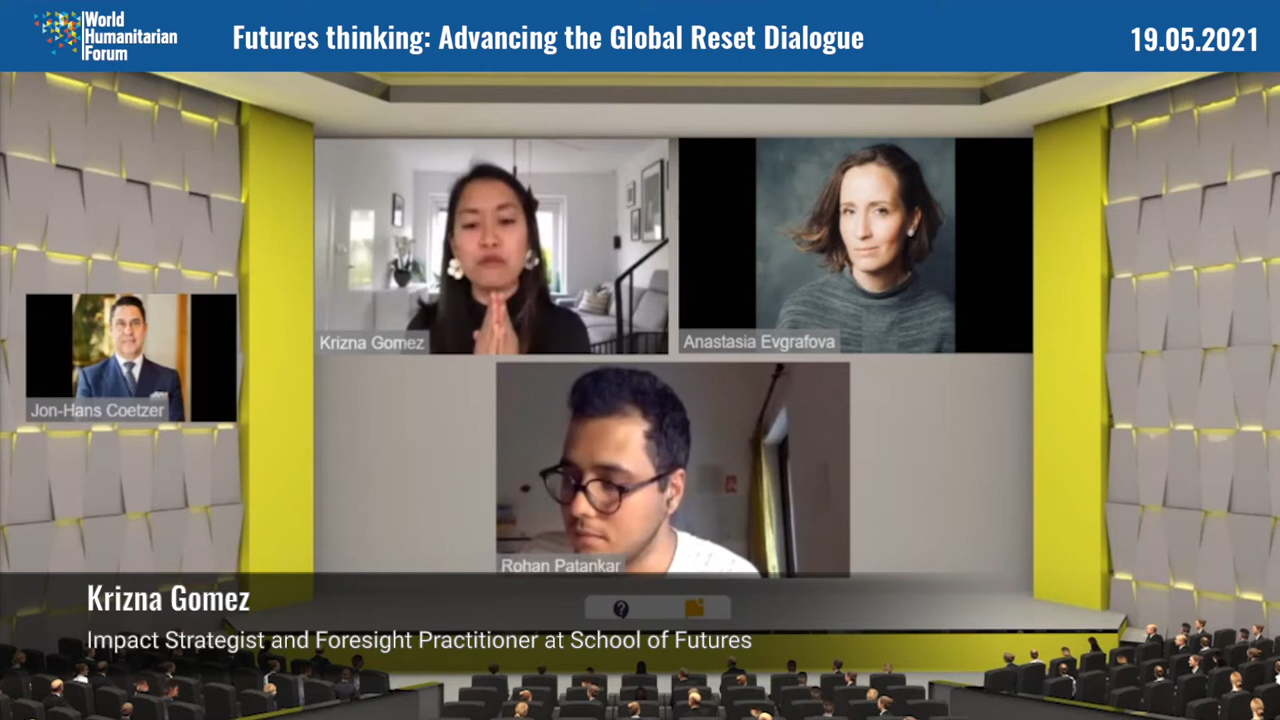 World
Humanitarian
Forum
Futures thinking: Advancing the Global Reset Dialogue
19.05.2021
Krizna Gomez
Anastasia Evgrafova
Jon-Hans Coetzer
Rohan Patankar
Krizna Gomez
?
Impact Strategist and Foresight Practitioner at School of Futures